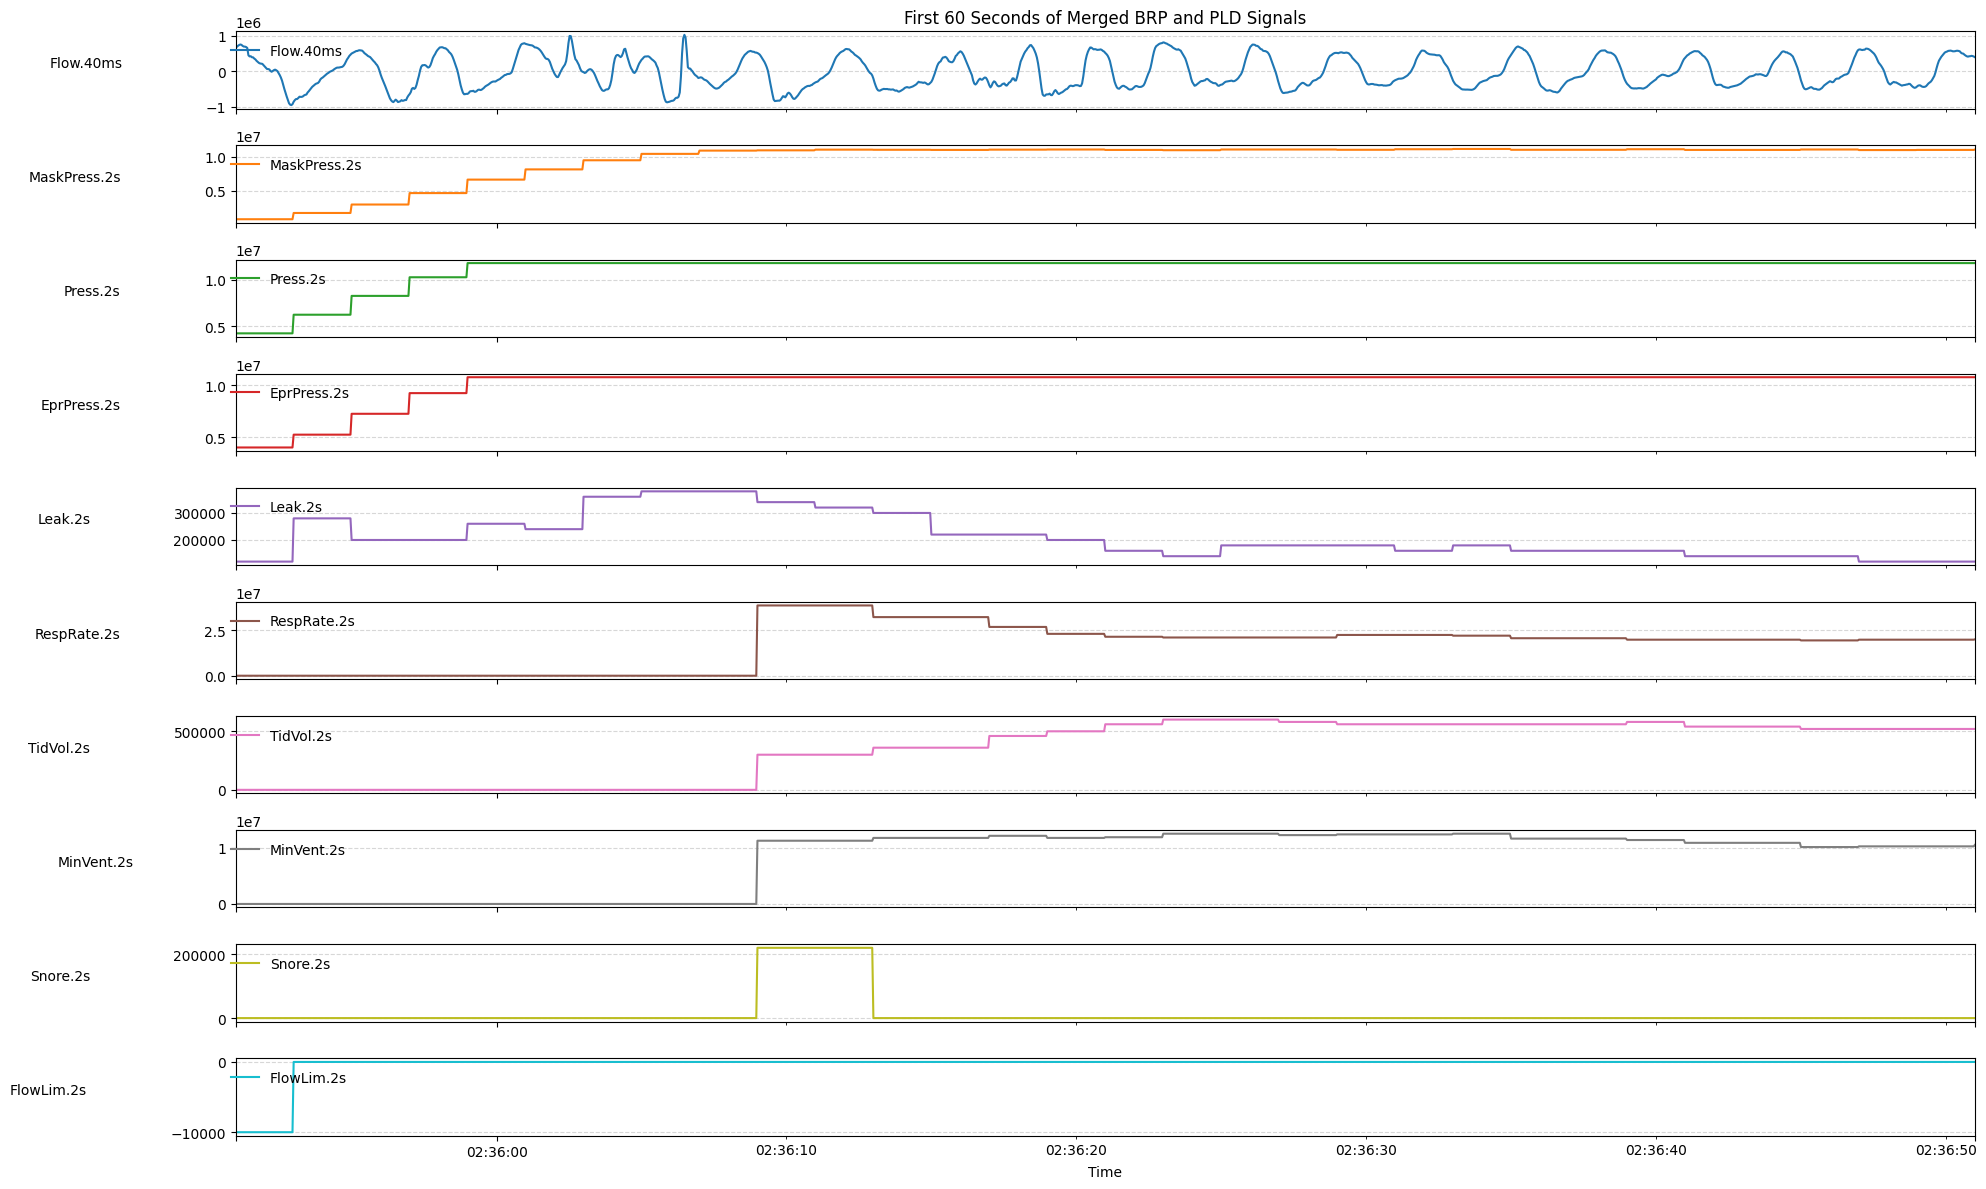 First 60 Seconds of Merged BRP and PLD Signals
1e6
Flow.40ms
1
0
−1
Flow.40ms
1e7
MaskPress.2s
1.0
0.5
MaskPress.2s
1e7
Press.2s
1.0
0.5
Press.2s
1e7
EprPress.2s
1.0
0.5
EprPress.2s
Leak.2s
300000
200000
Leak.2s
1e7
RespRate.2s
2.5
0.0
RespRate.2s
TidVol.2s
500000
0
TidVol.2s
1e7
MinVent.2s
1
0
MinVent.2s
Snore.2s
200000
0
Snore.2s
FlowLim.2s
0
−10000
FlowLim.2s
02:36:00 02:36:10 02:36:20 02:36:30 02:36:40 02:36:50
Time